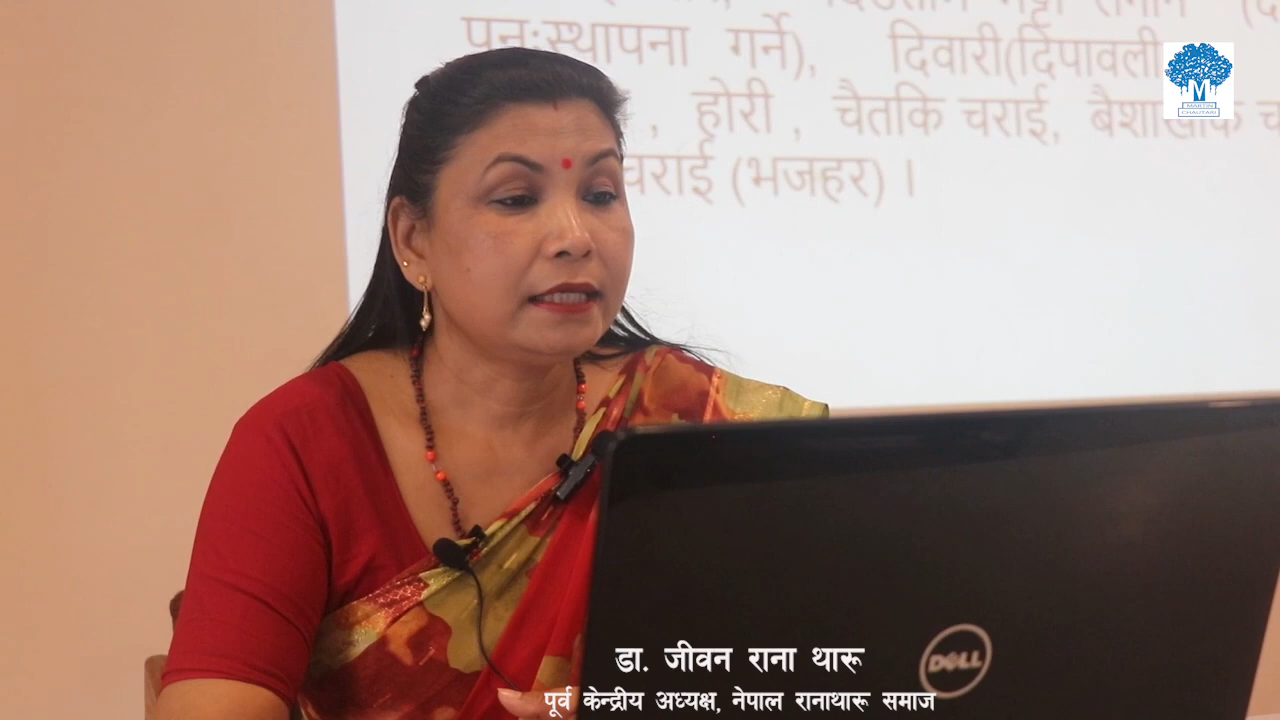 पुनःस्थापना गर्ने), दिवारी(दिपावली
, होरी , चैतकि चराई,
चराई (भजहर) ।
M
MARTIN
CHAUTARI
DELL
डा. जीवन राना थारू
पूर्व केन्द्रीय अध्यक्ष, नेपाल रानाथारू समाज